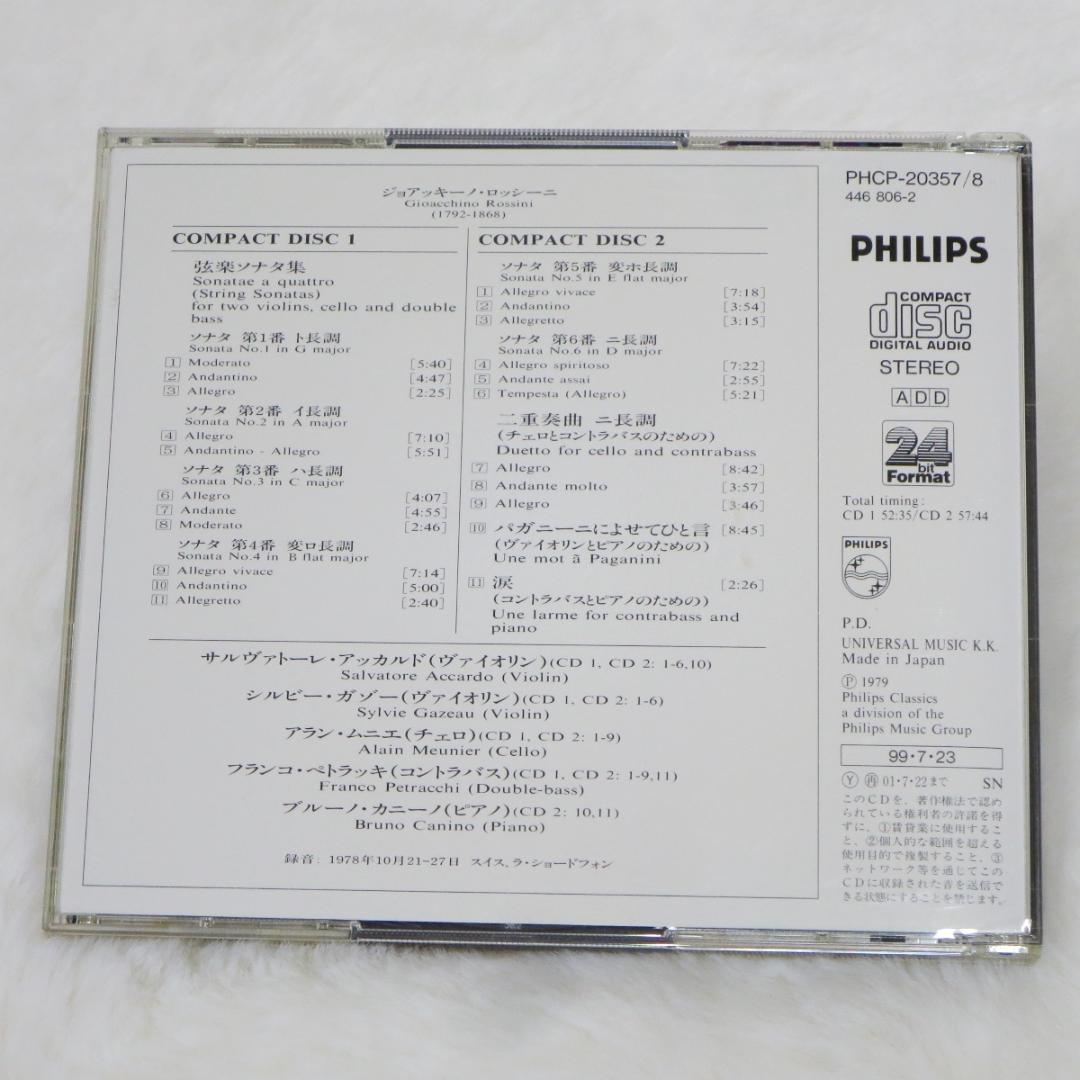 ジョアッキーノ・ロッシーニ
Gioacchino Rossini
(1792-1868)
COMPACT DISC 1
弦楽ソナタ集
Sonatae a quattro
(String Sonatas)
for two violins, cello and double
bass
ソナタ 第1番 ト長調
Sonata No.1 in G major
1 Moderato [5:40]
2 Andantino [4:47]
3 Allegro [2:25]
ソナタ 第2番 イ長調
Sonata No.2 in A major
4 Allegro [7:10]
5 Andantino - Allegro [5:51]
ソナタ 第3番 ハ長調
Sonata No.3 in C major
6 Allegro [4:07]
7 Andante [4:55]
8 Moderato [2:46]
ソナタ 第4番 変ロ長調
Sonata No.4 in B flat major
9 Allegro vivace [7:14]
10 Andantino [5:00]
11 Allegretto [2:40]
COMPACT DISC 2
ソナタ 第5番 変ホ長調
Sonata No.5 in E flat major
1 Allegro vivace [7:18]
2 Andantino [3:54]
3 Allegretto [3:15]
ソナタ 第6番 ニ長調
Sonata No.6 in D major
4 Allegro spiritoso [7:22]
5 Andante assai [2:55]
6 Tempesta (Allegro) [5:21]
二重奏曲 ニ長調
(チェロとコントラバスのための)
Duetto for cello and contrabass
7 Allegro [8:42]
8 Andante molto [3:57]
9 Allegro [3:46]
10 パガニーニによせてひと言 [8:45]
(ヴァイオリンとピアノのための)
Une mot â Paganini
11 涙 [2:26]
(コントラバスとピアノのための)
Une larme for contrabass and
piano
サルヴァトーレ・アッカルド(ヴァイオリン)(CD 1, CD 2: 1-6,10)
Salvatore Accardo (Violin)
シルビー・ガゾー(ヴァイオリン)(CD 1, CD 2: 1-6)
Sylvie Gazeau (Violin)
アラン・ムニエ(チェロ)(CD 1, CD 2: 1-9)
Alain Meunier (Cello)
フランコ・ペトラッキ(コントラバス)(CD 1, CD 2: 1-9,11)
Franco Petracchi (Double-bass)
ブルーノ・カニーノ(ピアノ)(CD 2: 10,11)
Bruno Canino (Piano)
録音: 1978年10月21-27日 スイス、ラ・ショードフォン
PHCP-20357/8
446 806-2
PHILIPS
COMPACT
disc
DIGITAL AUDIO
STEREO
ADD
24
bit
Format
Total timing:
CD 1 52:35/CD 2 57:44
PHILIPS
P.D.
UNIVERSAL MUSIC K.K.
Made in Japan
Ⓟ 1979
Philips Classics
a division of the
Philips Music Group
99・7・23
Ⓨ 再 01・7・22まで SN
このCDを、著作権法で認め
られている権利者の許諾を得
ずに、①賃貸業に使用するこ
と、②個人的な範囲を超える
使用目的で複製すること、③
ネットワーク等を通じてこの
CDに収録された音を送信で
きる状態にすることを禁じます。